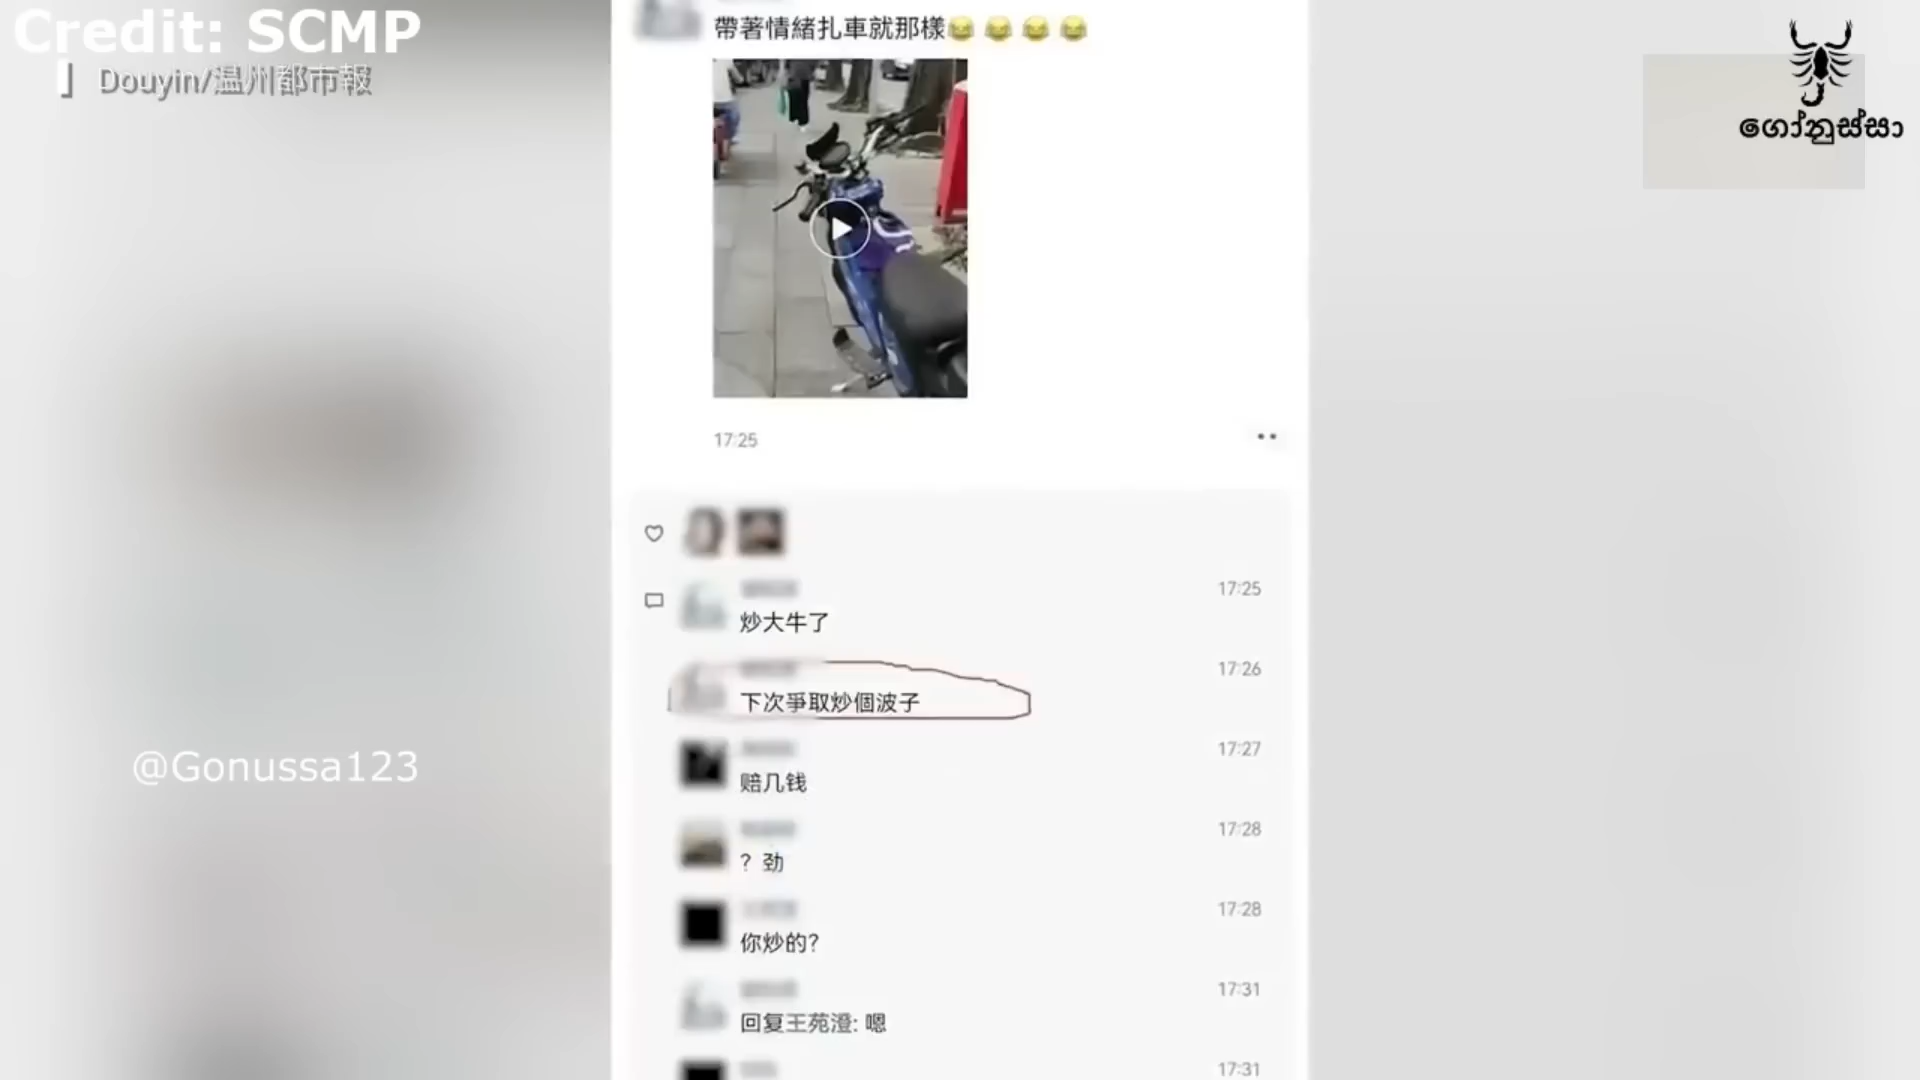 Credit: SCMP
Douyin/温州都市報
ගෝනුස්සා
帶著情緒扎車就那樣😂😂😂😂
17:25
17:25
炒大牛了
17:26
下次爭取炒個波子
17:27
赔几钱
17:28
？劲
17:28
你炒的?
17:31
回复王苑澄: 嗯
17:31
@Gonussa123